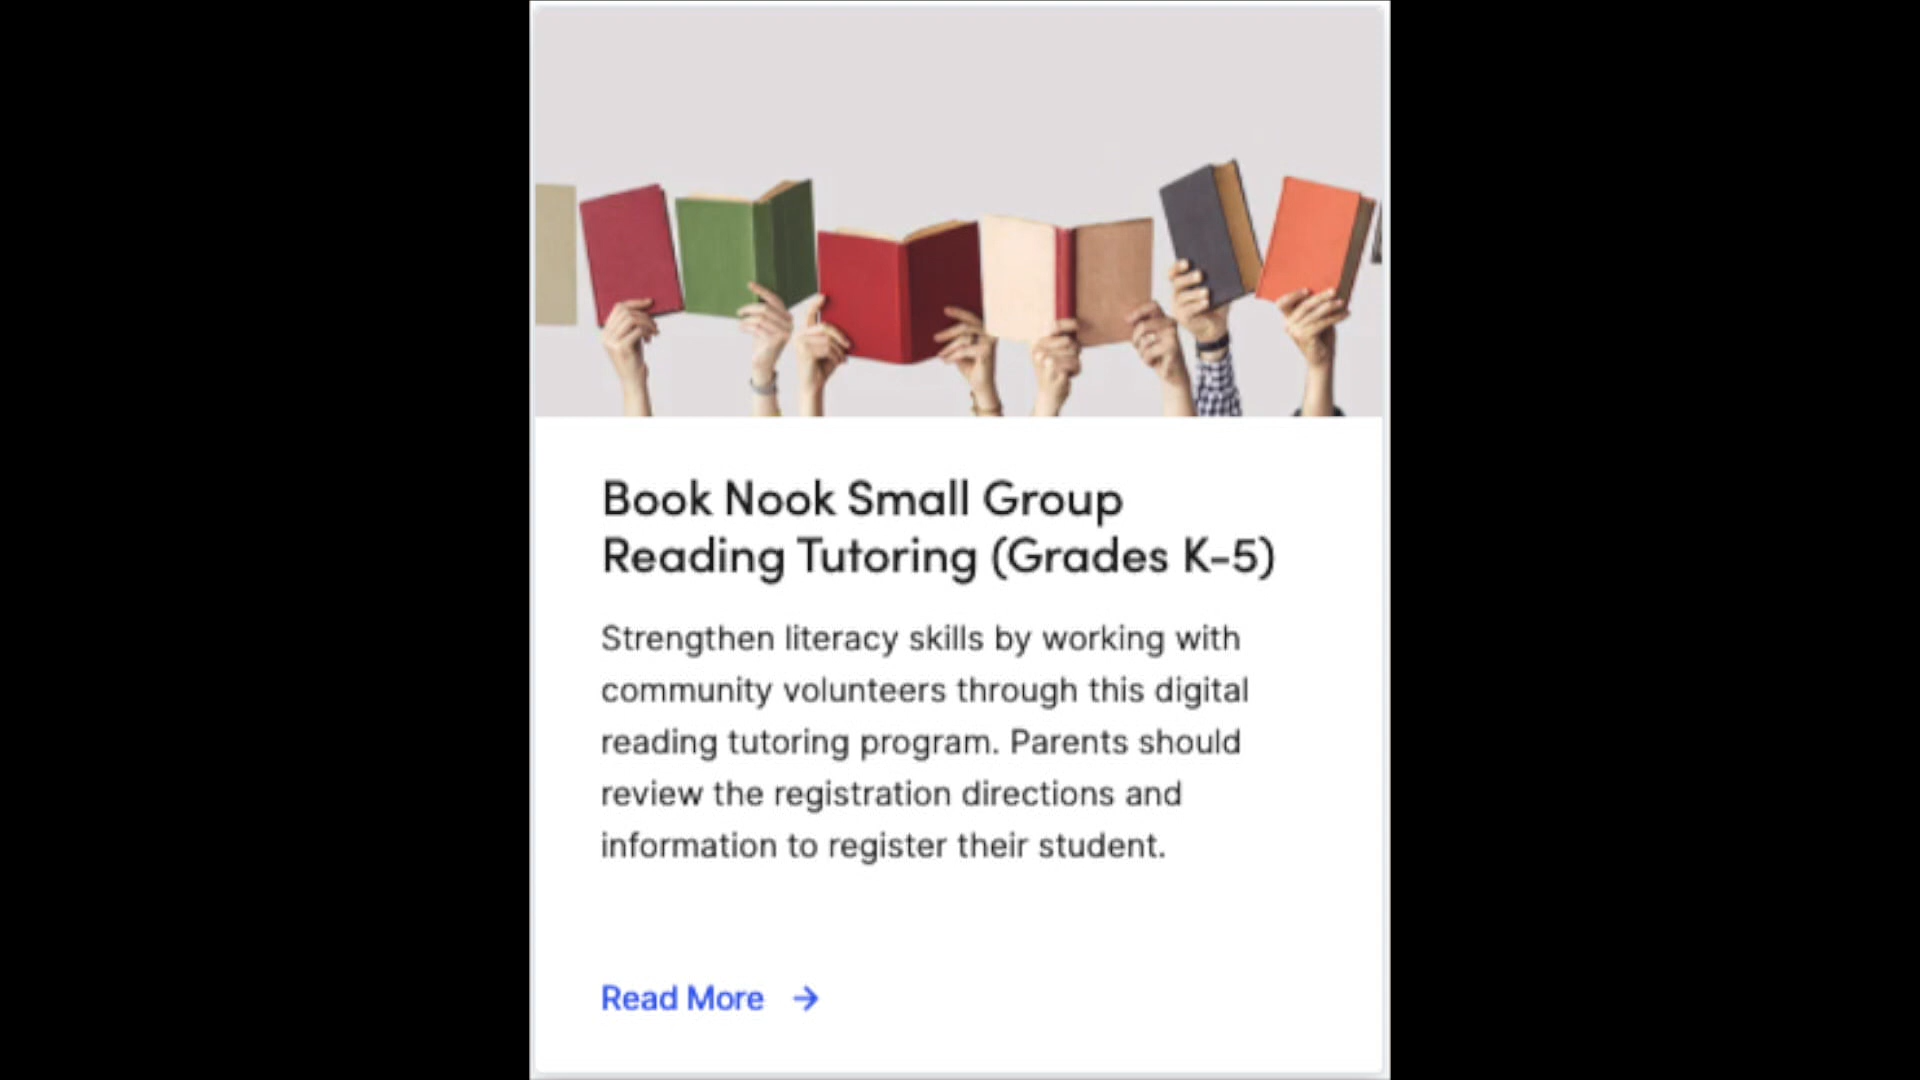 Book Nook Small Group
Reading Tutoring (Grades K-5)
Strengthen literacy skills by working with
community volunteers through this digital
reading tutoring program. Parents should
review the registration directions and
information to register their student.
Read More →